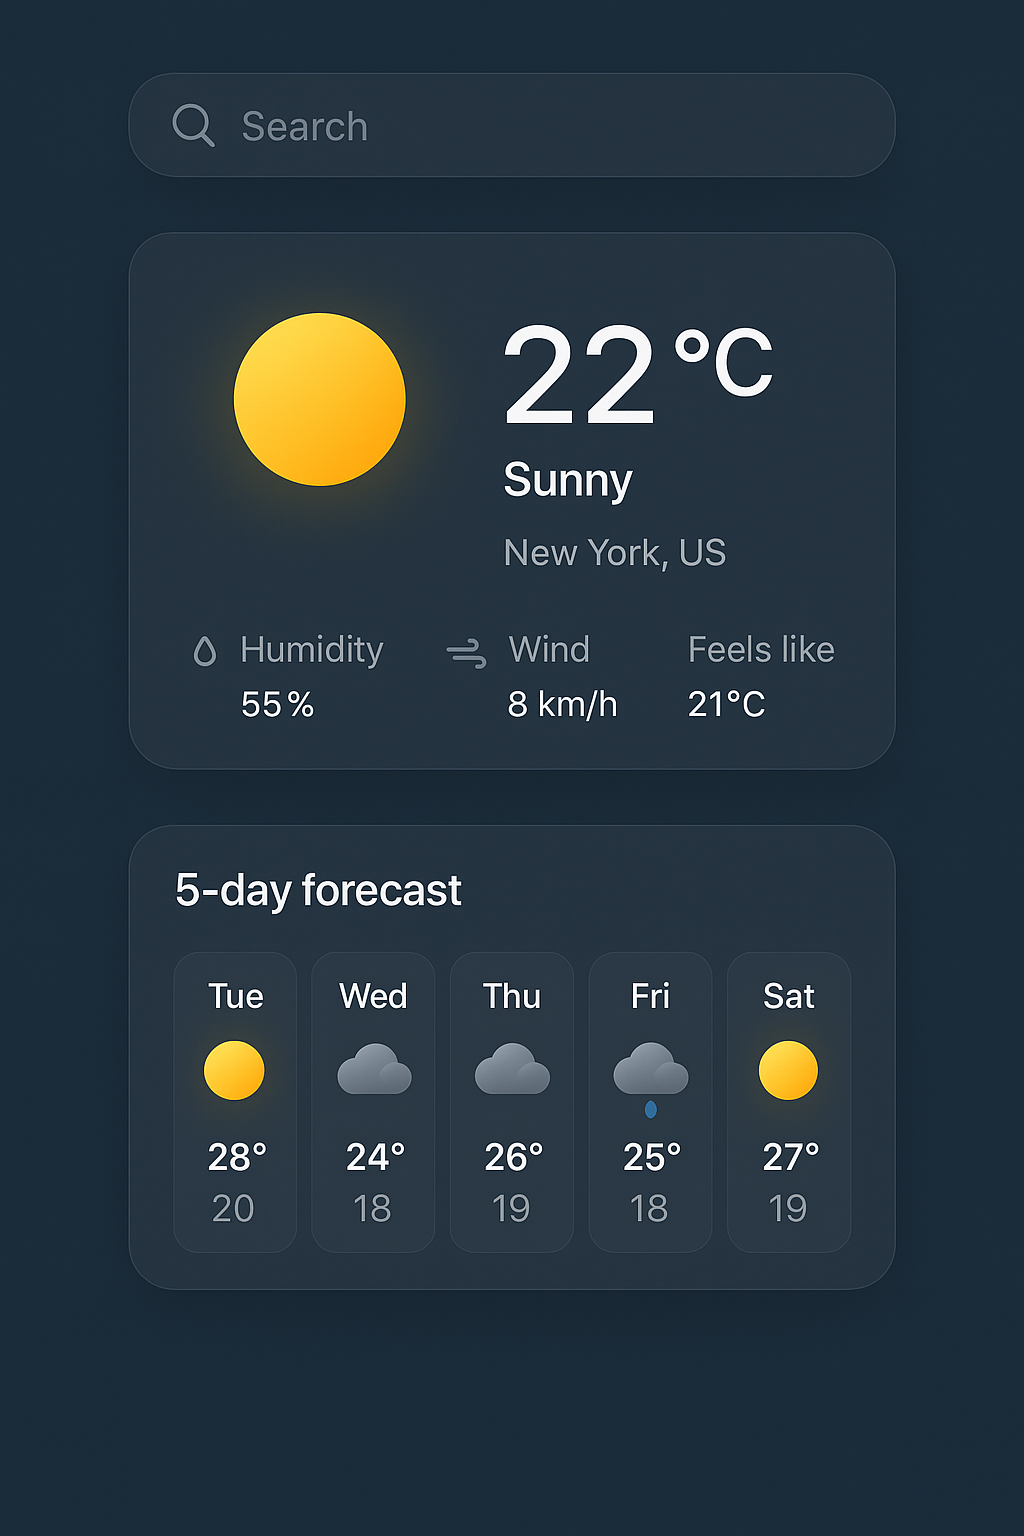 Search
22 °C
Sunny
New York, US
Humidity Wind Feels like
55 % 8 km/h 21°C
5-day forecast
Tue Wed Thu Fri Sat
28° 24° 26° 25° 27°
20 18 19 18 19